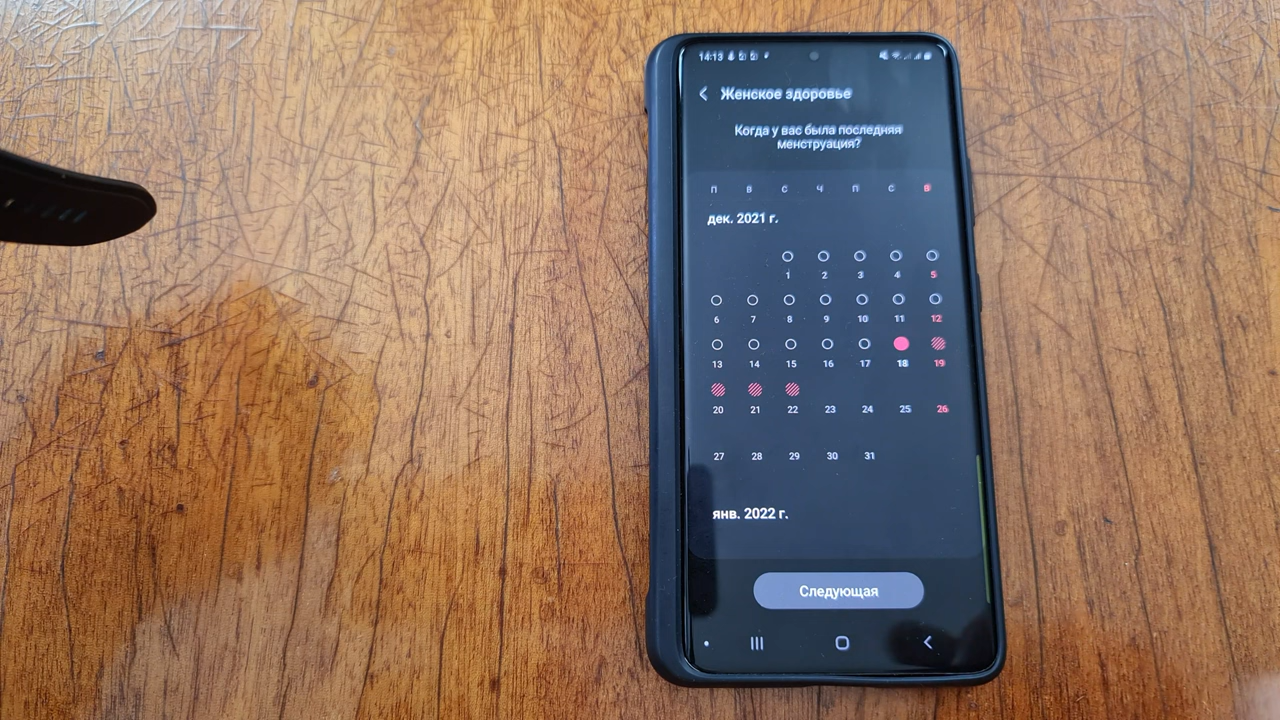 14:13
Женское здоровье
Когда у вас была последняя
менструация?
П В С Ч П С В
дек. 2021 г.
1 2 3 4 5
6 7 8 9 10 11 12
13 14 15 16 17 18 19
20 21 22 23 24 25 26
27 28 29 30 31
янв. 2022 г.
Следующая